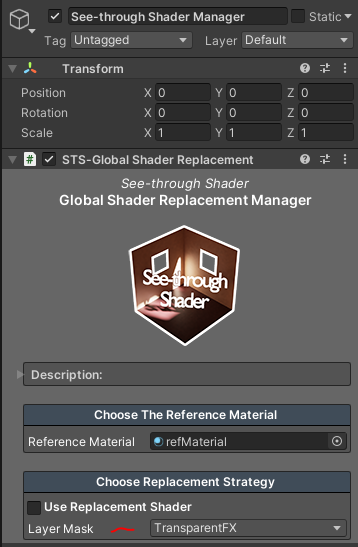 See-through Shader Manager Static
Tag Untagged Layer Default
Transform
Position X 0 Y 0 Z 0
Rotation X 0 Y 0 Z 0
Scale X 1 Y 1 Z 1
# STS-Global Shader Replacement
See-through Shader
Global Shader Replacement Manager
See-through
Shader
Description:
Choose The Reference Material
Reference Material refMaterial
Choose Replacement Strategy
Use Replacement Shader
Layer Mask TransparentFX